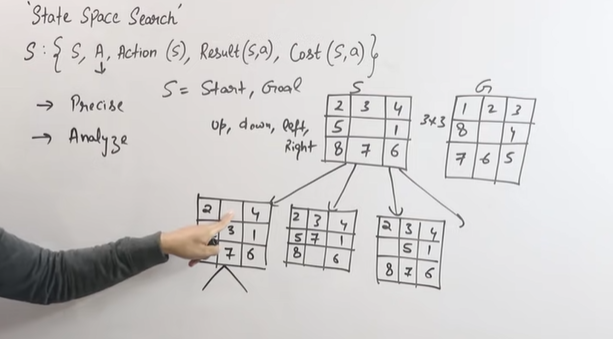 'State Space Search'
S : { S, A, Action (s), Result(s,a), Cost(s,a) }
→ Precise
→ Analyze
S = Start, Goal
Up, down, left,
Right
S
2 3 4
5 1
8 7 6
3x3
G
1 2 3
8 4
7 6 5
2 4
3 1
7 6
2 3 4
5 7 1
8 6
2 3 4
5 1
8 7 6